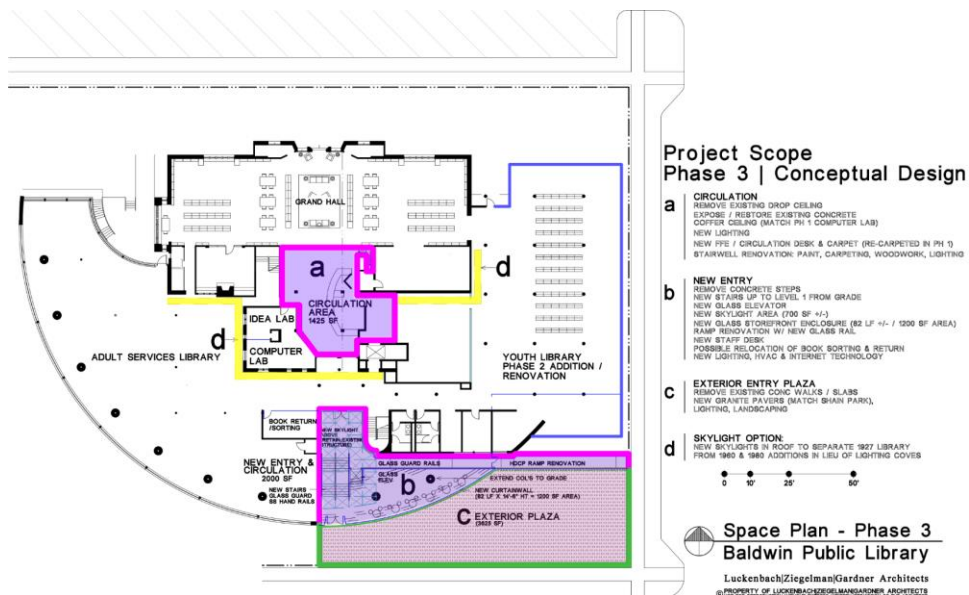 GRAND HALL
a
CIRCULATION
AREA
1425 SF
d
d
IDEA LAB
COMPUTER
LAB
ADULT SERVICES LIBRARY
YOUTH LIBRARY
PHASE 2 ADDITION /
RENOVATION
BOOK RETURN
/SORTING
NEW SKYLIGHT
STRUCTURE)
NEW ENTRY &
CIRCULATION
2000 SF
NEW STAIRS
GLASS GUARD
SS HAND RAILS
GLASS GUARD RAILS
HDCP RAMP RENOVATION
GLASS
ELEV
b
EXTEND COL'S TO GRADE
NEW CURTAINWALL
(82 LF X 14'-6" HT = 1200 SF AREA)
C EXTERIOR PLAZA
(3625 SF)
Project Scope
Phase 3 | Conceptual Design
a
CIRCULATION
REMOVE EXISTING DROP CEILING
EXPOSE / RESTORE EXISTING CONCRETE
COFFER CEILING (MATCH PH 1 COMPUTER LAB)
NEW LIGHTING
NEW FFE / CIRCULATION DESK & CARPET (RE-CARPETED IN PH 1)
STAIRWELL RENOVATION: PAINT, CARPETING, WOODWORK, LIGHTING
b
NEW ENTRY
REMOVE CONCRETE STEPS
NEW STAIRS UP TO LEVEL 1 FROM GRADE
NEW GLASS ELEVATOR
NEW SKYLIGHT AREA (700 SF +/-)
NEW GLASS STOREFRONT ENCLOSURE (82 LF +/- / 1200 SF AREA)
RAMP RENOVATION W/ NEW GLASS RAIL
NEW STAFF DESK
POSSIBLE RELOCATION OF BOOK SORTING & RETURN
NEW LIGHTING, HVAC & INTERNET TECHNOLOGY
c
EXTERIOR ENTRY PLAZA
REMOVE EXISTING CONC WALKS / SLABS
NEW GRANITE PAVERS (MATCH SHAIN PARK),
LIGHTING, LANDSCAPING
d
SKYLIGHT OPTION:
NEW SKYLIGHTS IN ROOF TO SEPARATE 1927 LIBRARY
FROM 1960 & 1980 ADDITIONS IN LIEU OF LIGHTING COVES
0 10' 25' 50'
Space Plan - Phase 3
Baldwin Public Library
Luckenbach|Ziegelman|Gardner Architects
© PROPERTY OF LUCKENBACH|ZIEGELMAN|GARDNER ARCHITECTS